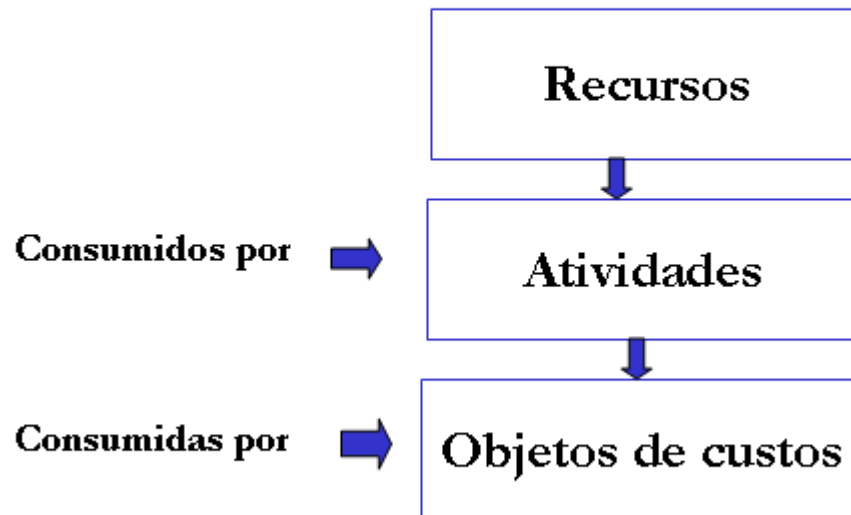 Recursos
Consumidos por
Atividades
Consumidas por
Objetos de custos